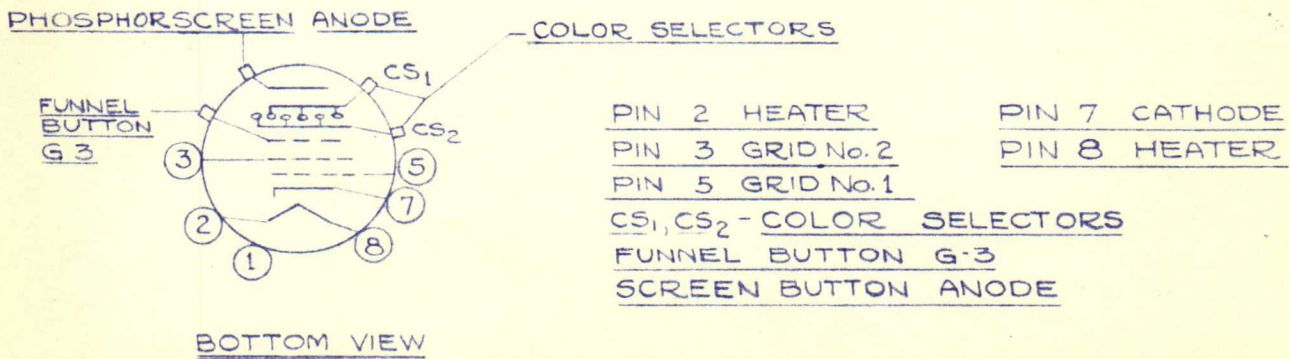 PHOSPHORSCREEN ANODE
COLOR SELECTORS
CS₁
FUNNEL
BUTTON
G 3
CS₂
3
5
7
2
8
1
BOTTOM VIEW
PIN 2 HEATER
PIN 3 GRID No.2
PIN 5 GRID No.1
PIN 7 CATHODE
PIN 8 HEATER
CS₁, CS₂ - COLOR SELECTORS
FUNNEL BUTTON G-3
SCREEN BUTTON ANODE